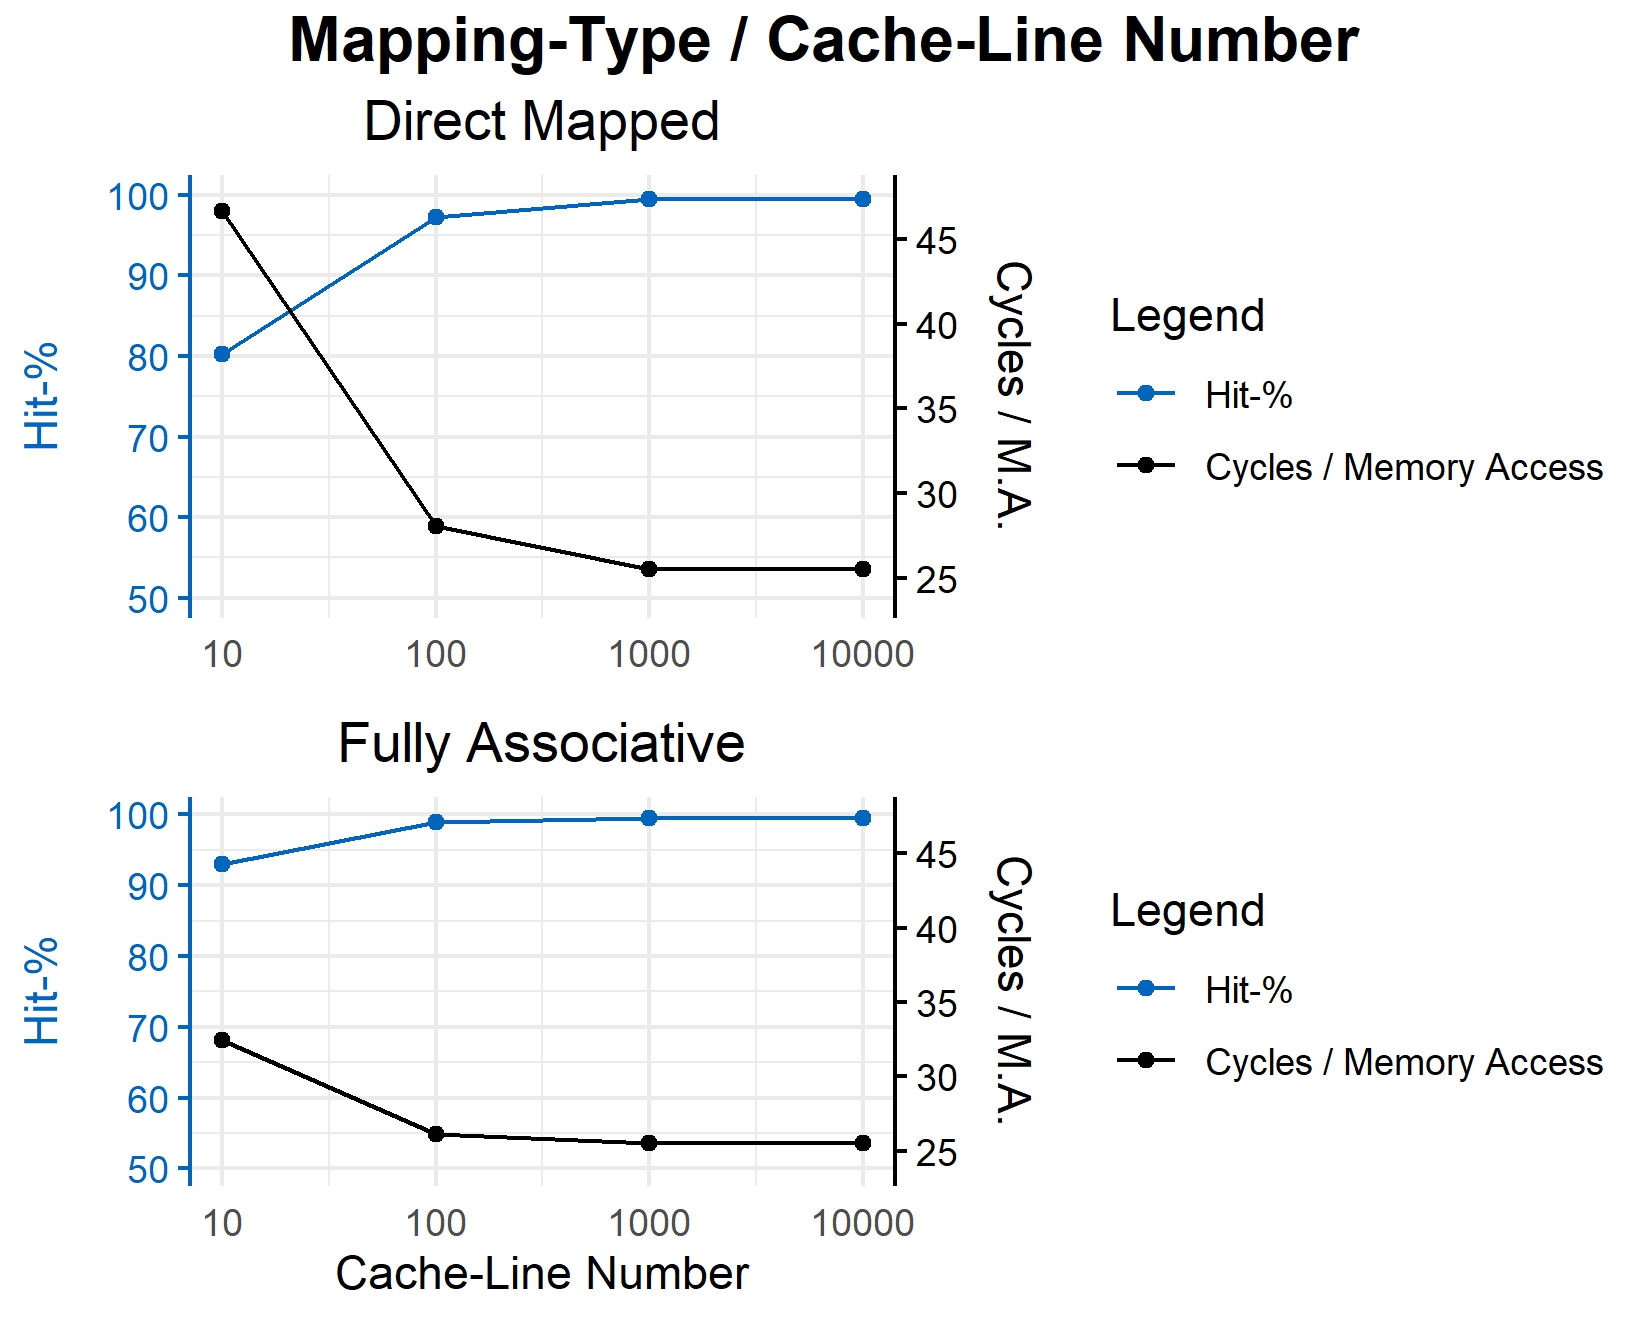 Mapping-Type / Cache-Line Number
Direct Mapped
Hit-%
100
90
80
70
60
50
45
40
35
30
25
Cycles / M.A.
10 100 1000 10000
Legend
Hit-%
Cycles / Memory Access
Fully Associative
Hit-%
100
90
80
70
60
50
45
40
35
30
25
Cycles / M.A.
10 100 1000 10000
Cache-Line Number
Legend
Hit-%
Cycles / Memory Access